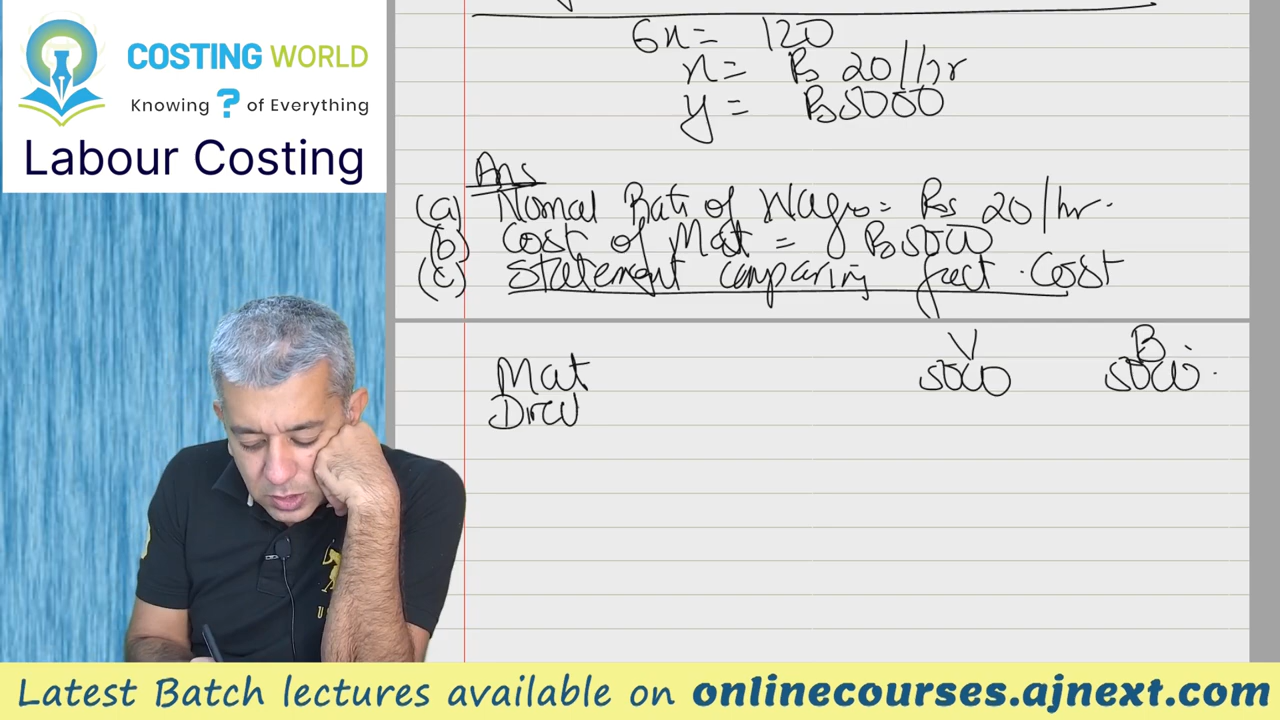 COSTING WORLD
Knowing ? of Everything
Labour Costing
6x = 120
x = Rs 20/hr
y = Rs 5000
Ans
(a) Normal Rate of Wages = Rs 20/hr.
(b) Cost of Mat = Rs 5000
(c) Statement comparing fact. Cost
V B
Mat 5000 5000.
Latest Batch lectures available on onlinecourses.ajnext.com